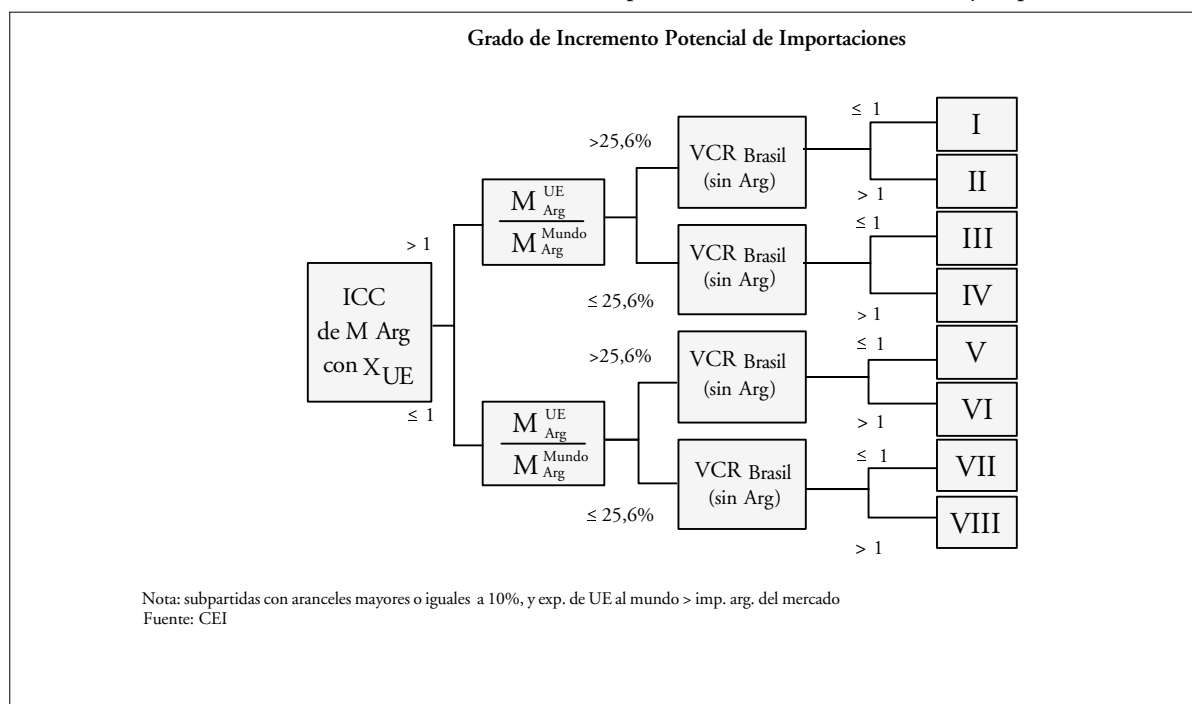 Grado de Incremento Potencial de Importaciones
≤ 1
I
>25,6%
VCR Brasil
(sin Arg)
II
> 1
M UE Arg
M Mundo Arg
> 1
≤ 1
III
VCR Brasil
(sin Arg)
IV
≤ 25,6%
> 1
ICC
de M Arg
con XUE
≤ 1
>25,6%
≤ 1
V
VCR Brasil
(sin Arg)
VI
> 1
M UE Arg
M Mundo Arg
≤ 1
VII
VCR Brasil
(sin Arg)
VIII
≤ 25,6%
> 1
Nota: subpartidas con aranceles mayores o iguales a 10%, y exp. de UE al mundo > imp. arg. del mercado
Fuente: CEI